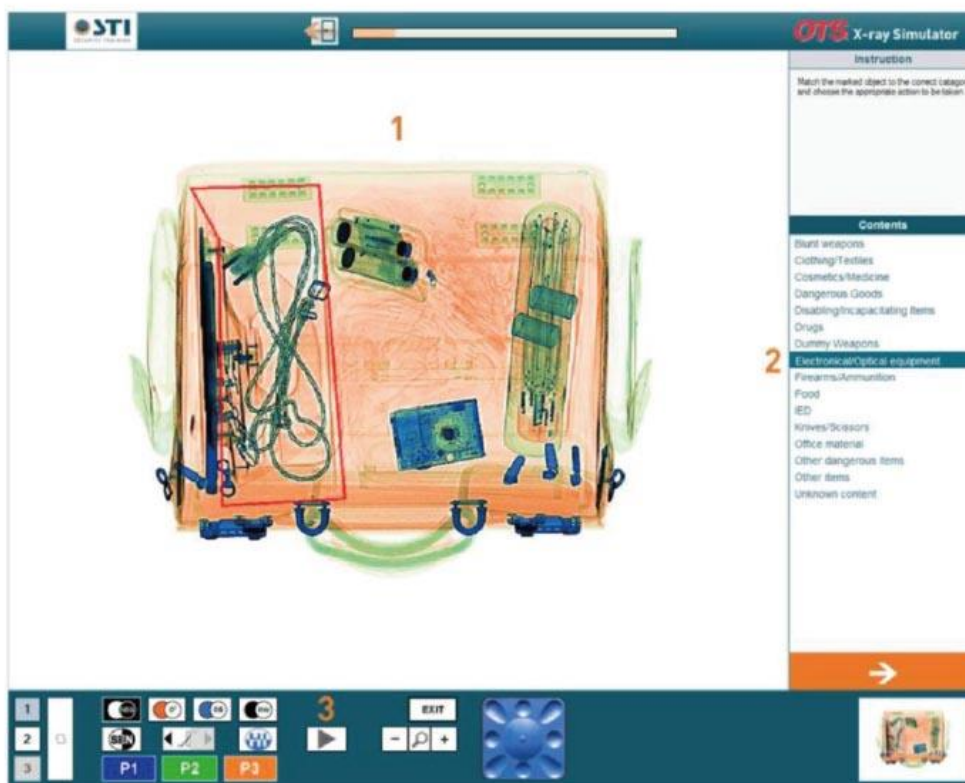 STI
OTS X-ray Simulator
Instruction
Match the marked object to the correct catego
and choose the appropriate action to be taken
1
Contents
Blunt weapons
Clothing/Textiles
Cosmetics/Medicine
Dangerous Goods
Disabling/Incapacitating Items
Drugs
Dummy Weapons
2
Electronical/Optical equipment
Firearms/Ammunition
Food
IED
Knives/Scissors
Office material
Other dangerous items
Other items
Unknown content
1
2
3
3
EXIT
SEN
P1
P2
P3